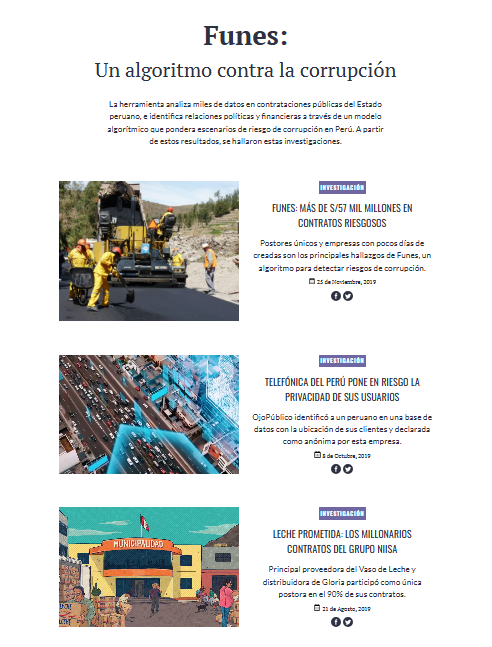 Funes:
Un algoritmo contra la corrupción
La herramienta analiza miles de datos en contrataciones públicas del Estado
peruano, e identifica relaciones políticas y financieras a través de un modelo
algorítmico que pondera escenarios de riesgo de corrupción en Perú. A partir
de estos resultados, se hallaron estas investigaciones.
INVESTIGACIÓN
FUNES: MÁS DE S/57 MIL MILLONES EN
CONTRATOS RIESGOSOS
Postores únicos y empresas con pocos días de
creadas son los principales hallazgos de Funes, un
algoritmo para detectar riesgos de corrupción.
25 de Noviembre, 2019
INVESTIGACIÓN
TELEFÓNICA DEL PERÚ PONE EN RIESGO LA
PRIVACIDAD DE SUS USUARIOS
OjoPúblico identificó a un peruano en una base de
datos con la ubicación de sus clientes y declarada
como anónima por esta empresa.
8 de Octubre, 2019
INVESTIGACIÓN
MUNICIPALIDAD
LECHE PROMETIDA: LOS MILLONARIOS
CONTRATOS DEL GRUPO NIISA
Principal proveedora del Vaso de Leche y
distribuidora de Gloria participó como única
postora en el 90% de sus contratos.
21 de Agosto, 2019
LECHE